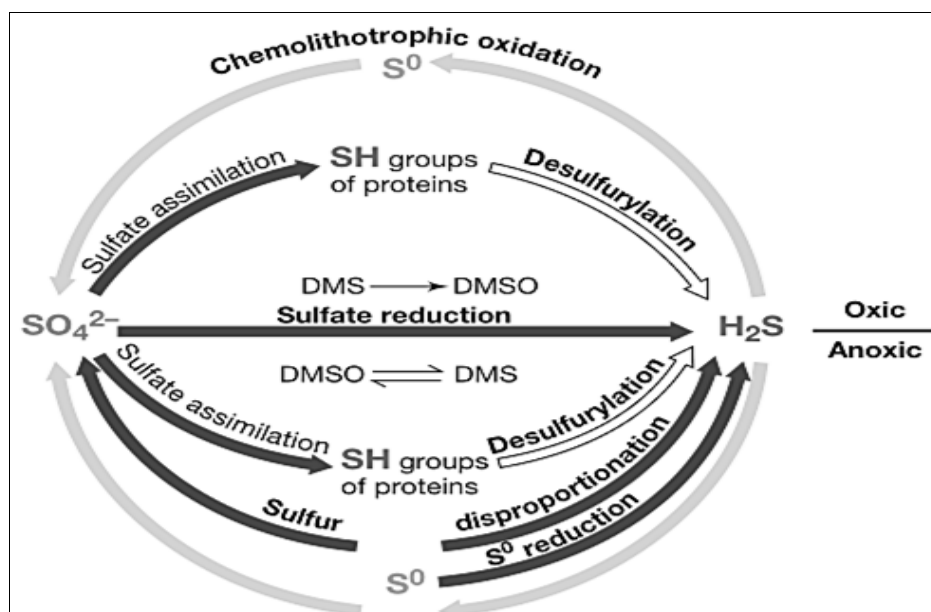 Chemolithotrophic oxidation
S⁰
Sulfate assimilation
SH groups
of proteins
Desulfurylation
DMS → DMSO
Sulfate reduction
SO₄²⁻
H₂S
Oxic
Anoxic
DMSO ⇌ DMS
Sulfate assimilation
SH groups
of proteins
Desulfurylation
Sulfur
disproportionation
S⁰ reduction
S⁰